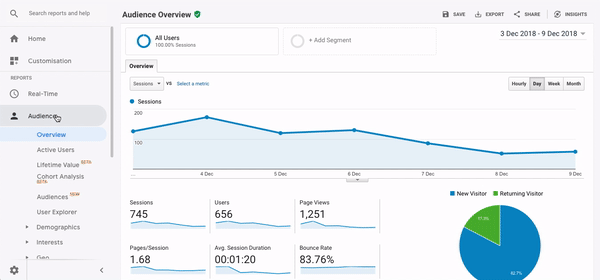 Search reports and help
Home
Customisation
REPORTS
Real-Time
Audience
Overview
Active Users
Lifetime Value BETA
Cohort Analysis BETA
Audiences NEW
User Explorer
Demographics
Interests
Geo
Audience Overview
SAVE
EXPORT
SHARE
INSIGHTS
All Users
100.00% Sessions
+ Add Segment
3 Dec 2018 - 9 Dec 2018
Overview
Sessions VS Select a metric
Hourly Day Week Month
Sessions
200
100
... 4 Dec 5 Dec 6 Dec 7 Dec 8 Dec 9 Dec
Sessions
745
Users
656
Page Views
1,251
Pages/Session
1.68
Avg. Session Duration
00:01:20
Bounce Rate
83.76%
New Visitor Returning Visitor
17.3%
82.7%